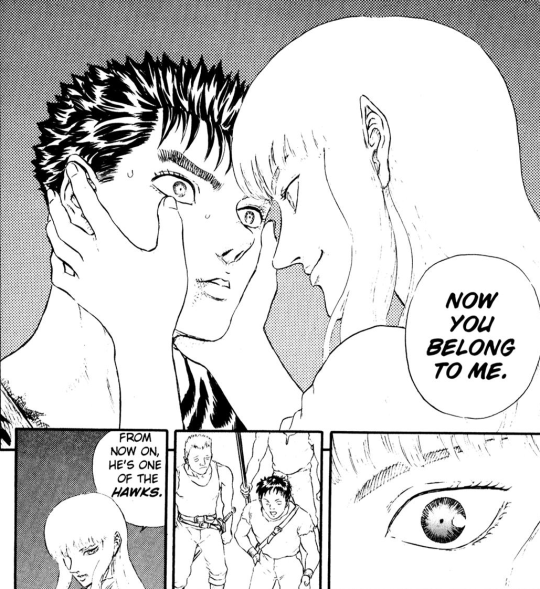 NOW
YOU
BELONG
TO ME.
FROM
NOW ON,
HE'S ONE
OF THE
HAWKS.